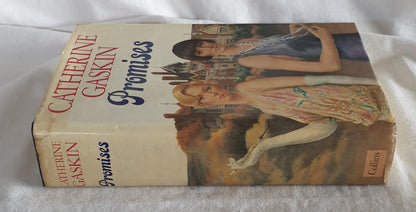 CATHERINE
GASKIN
Promises
CATHERINE
GASKIN
Promises
Collins